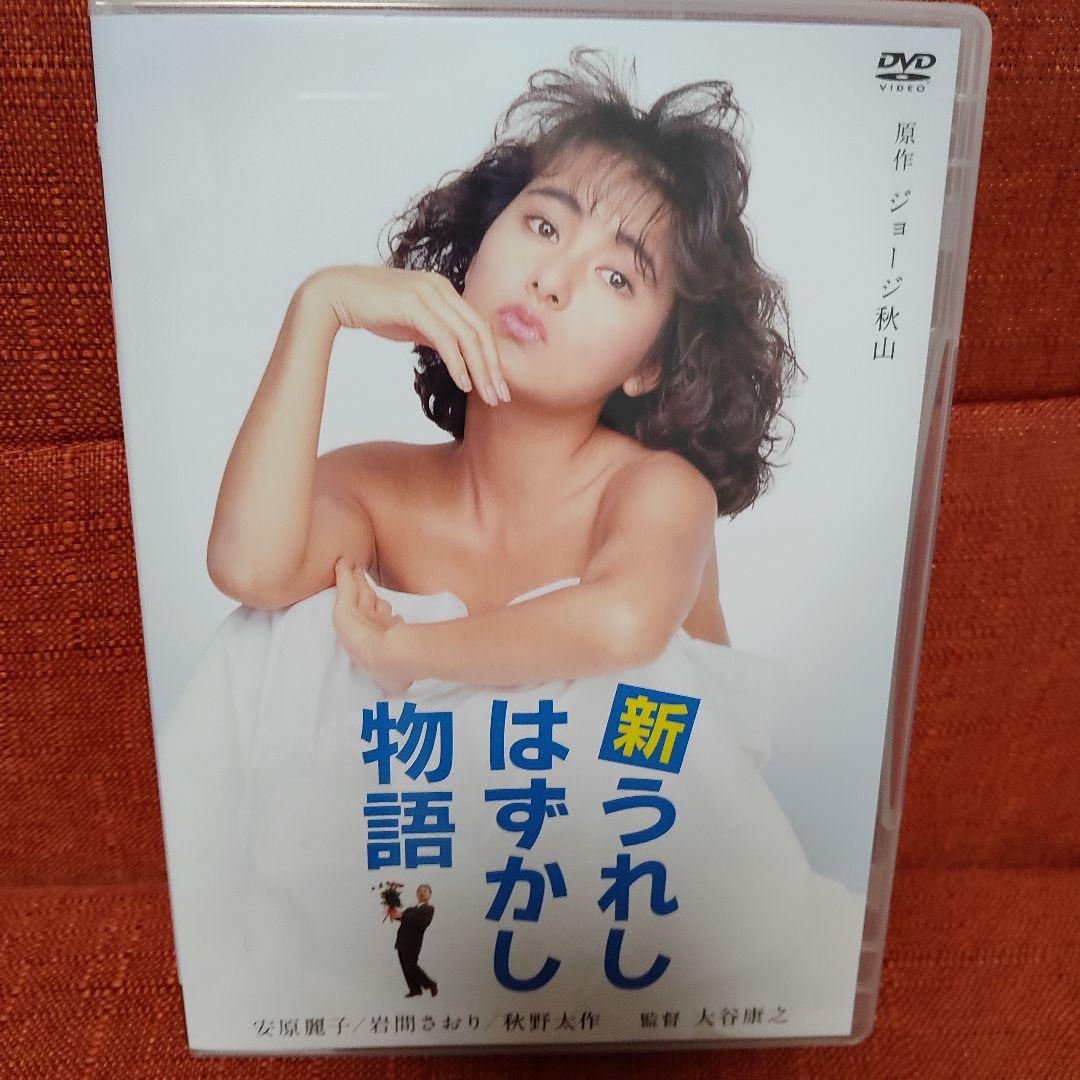 DVD
VIDEO
原作 ジョージ秋山
新うれし
はずかし
物語
安原麗子/岩間さおり/秋野太作 監督 大谷康之